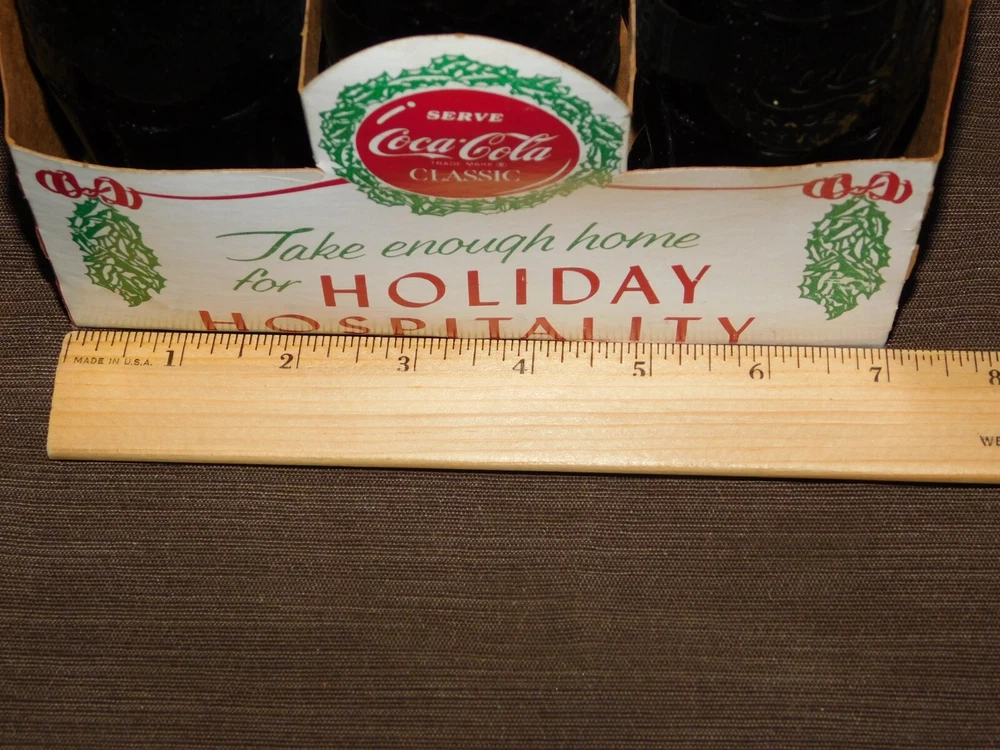 SERVE
Coca-Cola
TRADE MARK ®
CLASSIC
Take enough home
for HOLIDAY
HOSPITALITY
MADE IN U.S.A. 1 2 3 4 5 6 7 8
WE